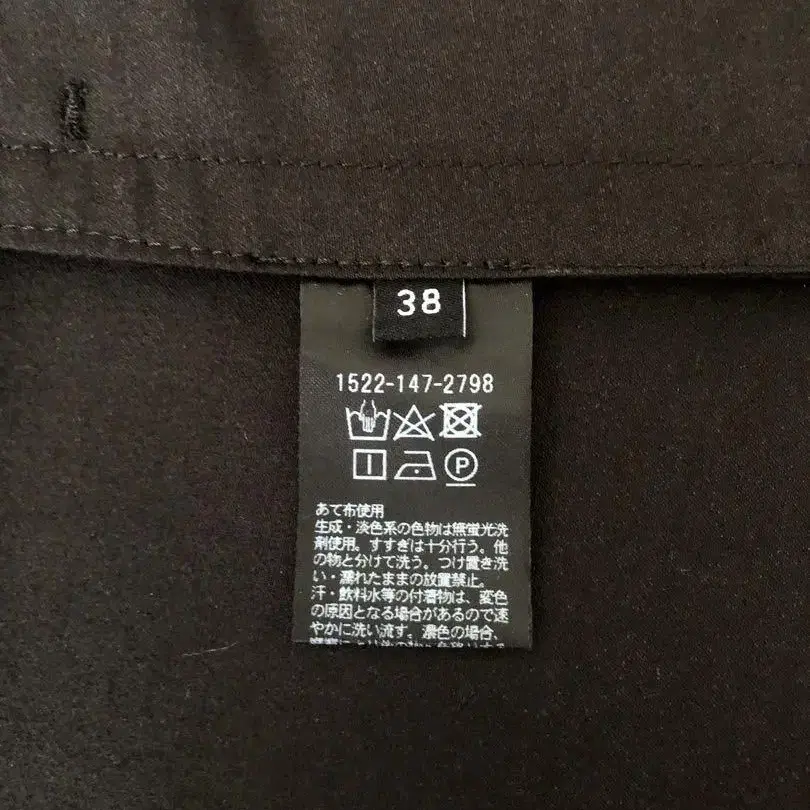 38
1522-147-2798
P
あて布使用
生成・淡色系の色物は無蛍光洗
剤使用。すすぎは十分行う。他
の物と分けて洗う。つけ置き洗
い・濡れたままの放置禁止。
汗・飲料水等の付着物は、変色
の原因となる場合があるので速
やかに洗い流す。濃色の場合、